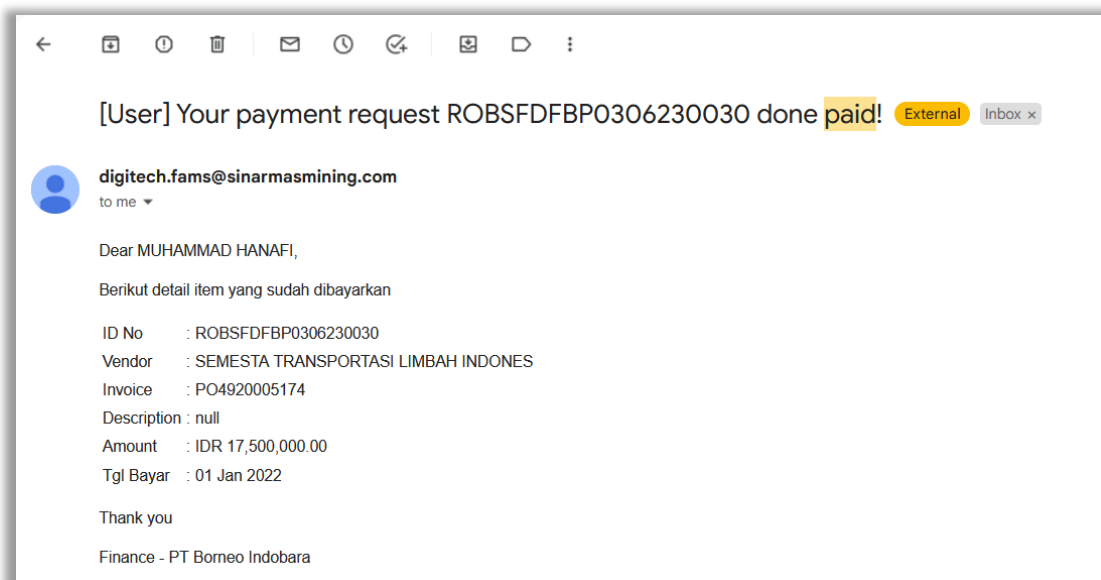 [User] Your payment request ROBSFDFBP0306230030 done paid! External Inbox ×
digitech.fams@sinarmasmining.com
to me
Dear MUHAMMAD HANAFI,
Berikut detail item yang sudah dibayarkan
ID No : ROBSFDFBP0306230030
Vendor : SEMESTA TRANSPORTASI LIMBAH INDONES
Invoice : PO4920005174
Description : null
Amount : IDR 17,500,000.00
Tgl Bayar : 01 Jan 2022
Thank you
Finance - PT Borneo Indobara